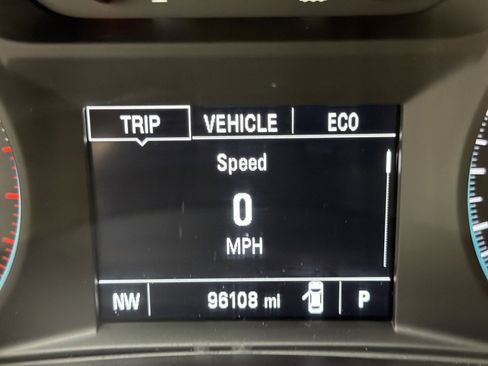 TRIP VEHICLE ECO
Speed
0
MPH
NW 96108 mi P